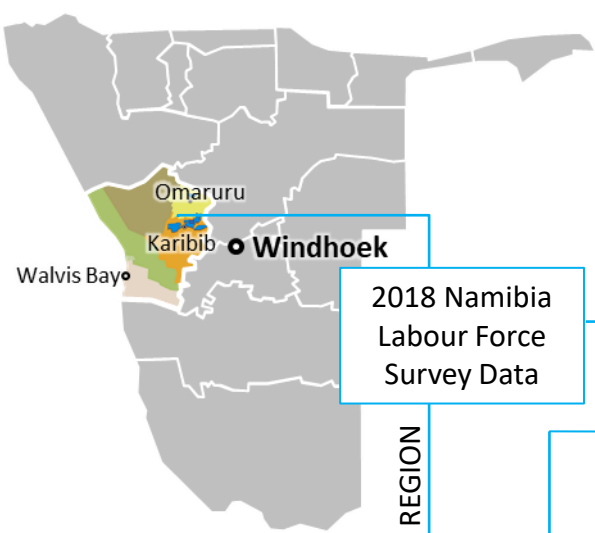 Omaruru
Karibib
Windhoek
Walvis Bay
2018 Namibia
Labour Force
Survey Data
REGION